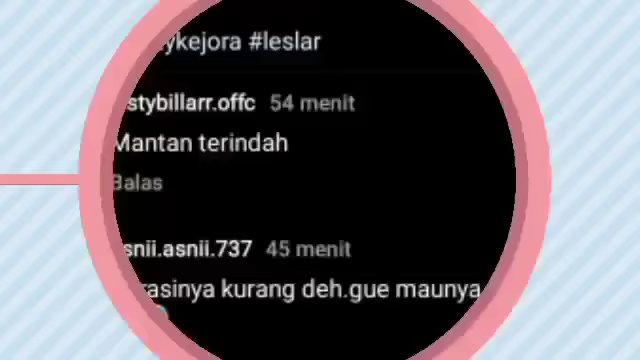 ykejora #leslar
stybillarr.offc 54 menit
Mantan terindah
Balas
snii.asnii.737 45 menit
rasinya kurang deh.gue maunya